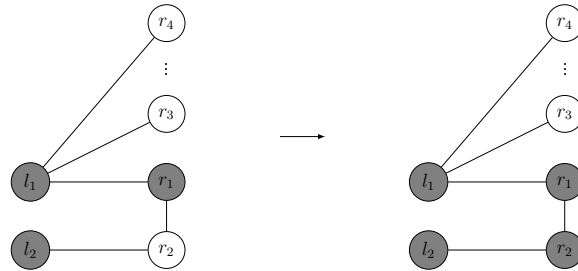 r₄ r₄
⋮ ⋮
r₃ r₃
l₁ r₁ l₁ r₁
l₂ r₂ l₂ r₂